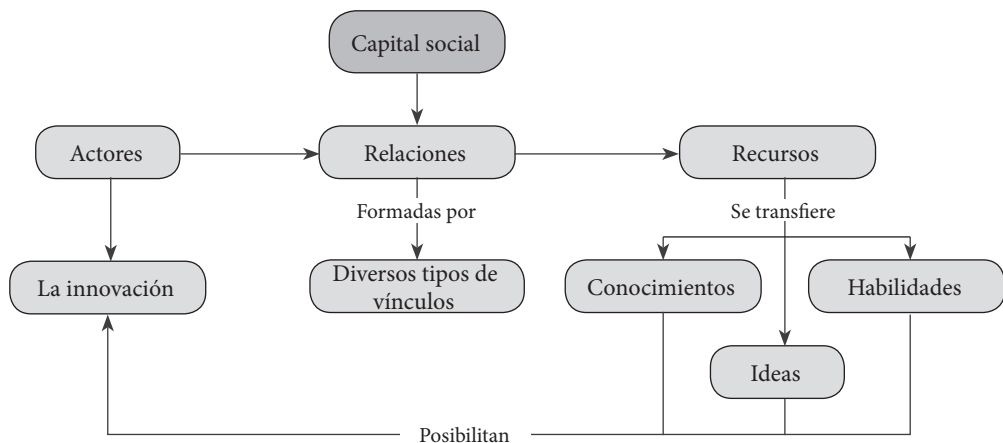 Capital social
Actores
Relaciones
Recursos
Formadas por
Se transfiere
La innovación
Diversos tipos de
vínculos
Conocimientos
Habilidades
Ideas
Posibilitan